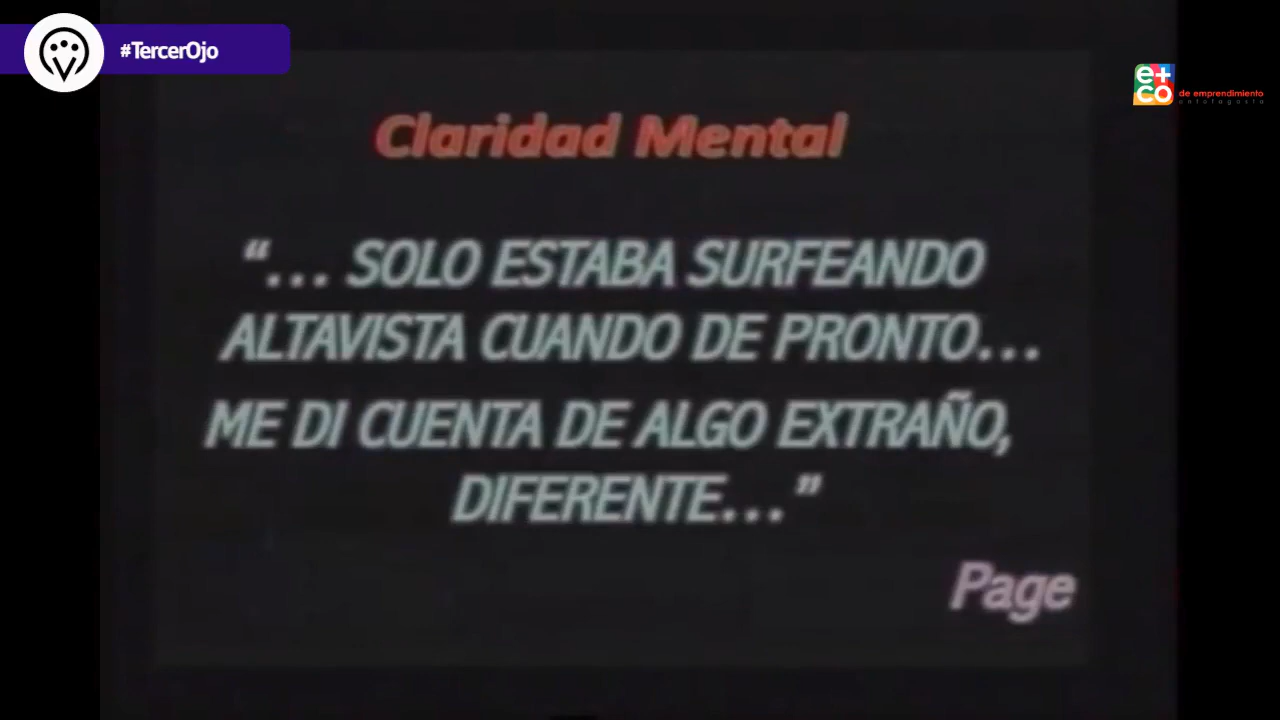 #TercerOjo
e+
co de emprendimiento
antofagasta
Claridad Mental
“... SOLO ESTABA SURFEANDO
ALTAVISTA CUANDO DE PRONTO...
ME DI CUENTA DE ALGO EXTRAÑO,
DIFERENTE...”
Page